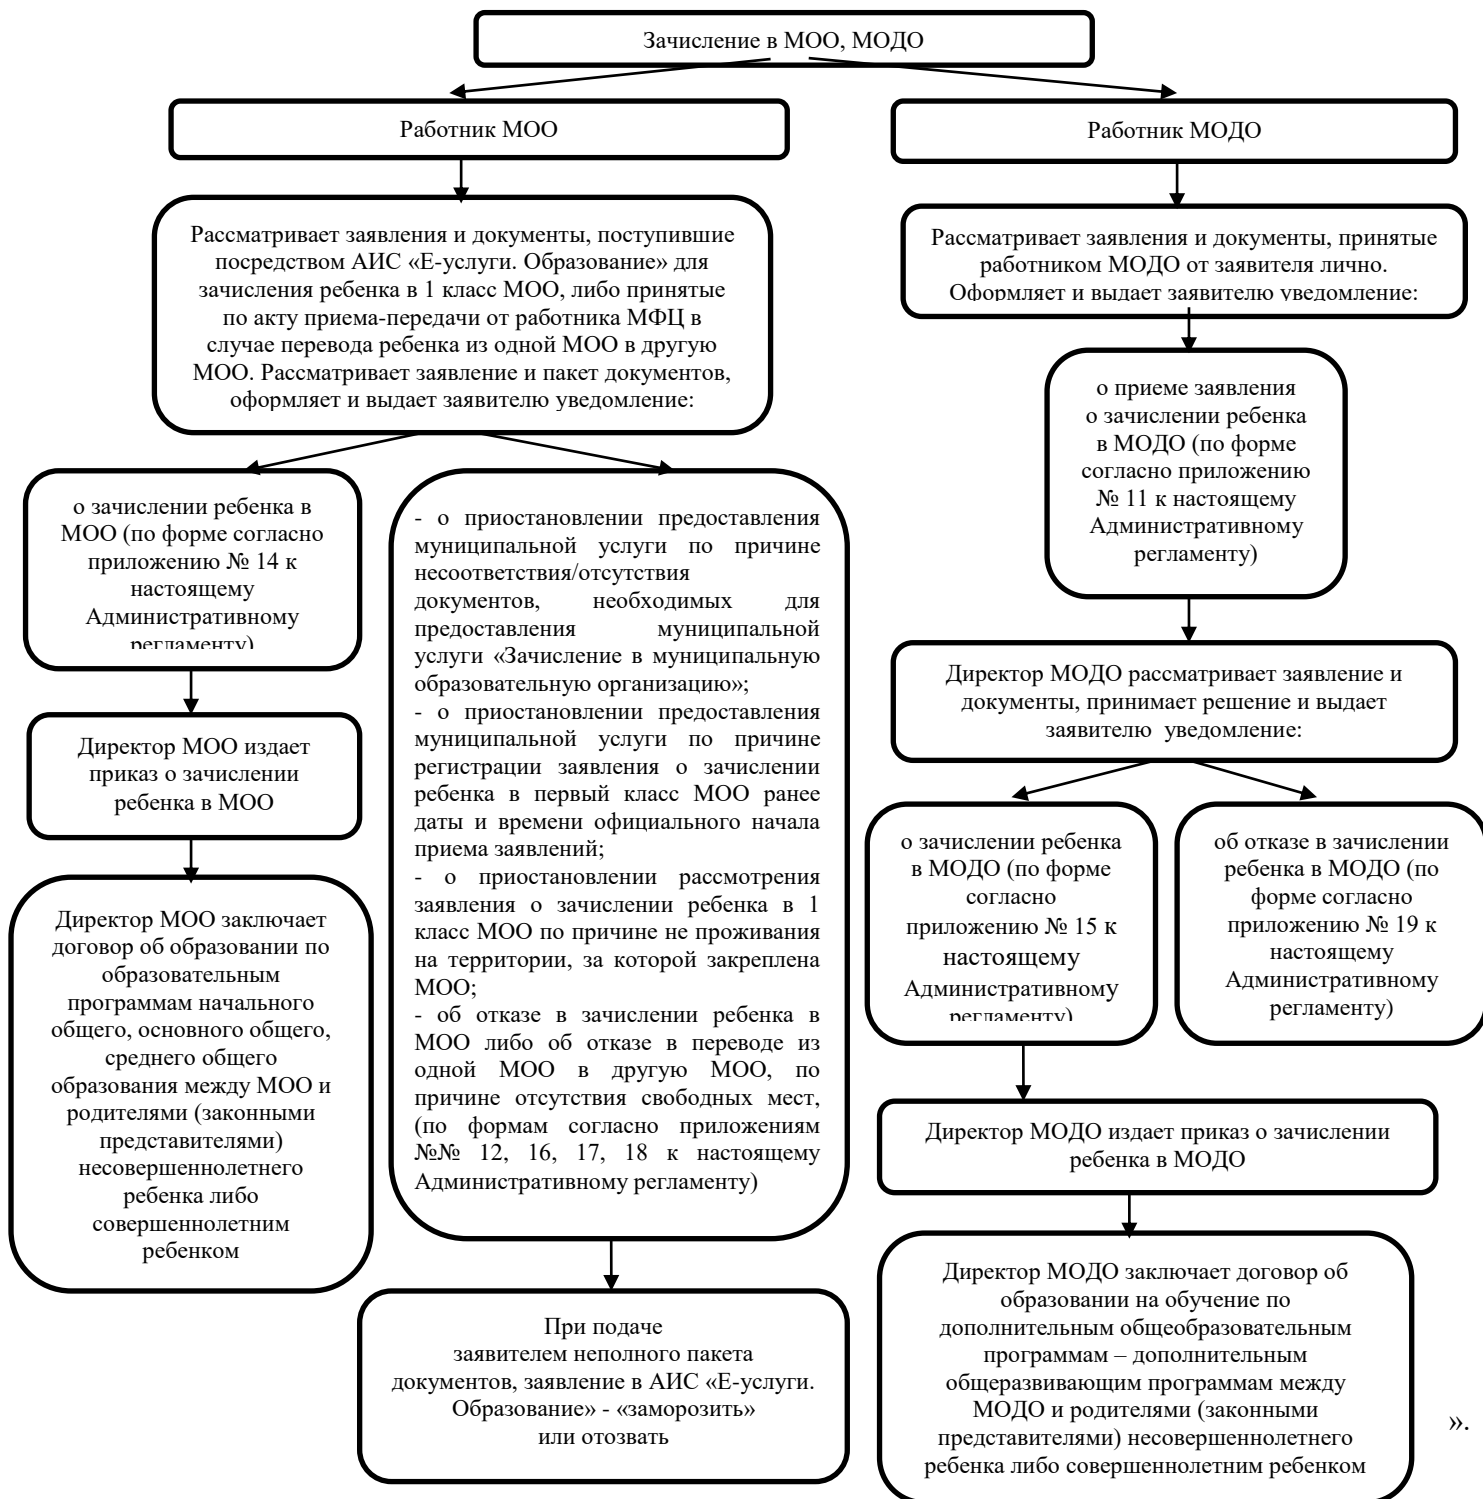 Зачисление в МОО, МОДО
Работник МОО
Работник МОДО
Рассматривает заявления и документы, поступившие
посредством АИС «Е-услуги. Образование» для
зачисления ребенка в 1 класс МОО, либо принятые
по акту приема-передачи от работника МФЦ в
случае перевода ребенка из одной МОО в другую
МОО. Рассматривает заявление и пакет документов,
оформляет и выдает заявителю уведомление:
Рассматривает заявления и документы, принятые
работником МОДО от заявителя лично.
Оформляет и выдает заявителю уведомление:
о приеме заявления
о зачислении ребенка
в МОДО (по форме
согласно приложению
№ 11 к настоящему
Административному
регламенту)
о зачислении ребенка в
МОО (по форме согласно
приложению № 14 к
настоящему
Административному
регламенту)
- о приостановлении предоставления
муниципальной услуги по причине
несоответствия/отсутствия
документов, необходимых для
предоставления муниципальной
услуги «Зачисление в муниципальную
образовательную организацию»;
- о приостановлении предоставления
муниципальной услуги по причине
регистрации заявления о зачислении
ребенка в первый класс МОО ранее
даты и времени официального начала
приема заявлений;
- о приостановлении рассмотрения
заявления о зачислении ребенка в 1
класс МОО по причине не проживания
на территории, за которой закреплена
МОО;
- об отказе в зачислении ребенка в
МОО либо об отказе в переводе из
одной МОО в другую МОО, по
причине отсутствия свободных мест,
(по формам согласно приложениям
№№ 12, 16, 17, 18 к настоящему
Административному регламенту)
Директор МОДО рассматривает заявление и
документы, принимает решение и выдает
заявителю уведомление:
Директор МОО издает
приказ о зачислении
ребенка в МОО
о зачислении ребенка
в МОДО (по форме
согласно
приложению № 15 к
настоящему
Административному
регламенту)
об отказе в зачислении
ребенка в МОДО (по
форме согласно
приложению № 19 к
настоящему
Административному
регламенту)
Директор МОО заключает
договор об образовании по
образовательным
программам начального
общего, основного общего,
среднего общего
образования между МОО и
родителями (законными
представителями)
несовершеннолетнего
ребенка либо
совершеннолетним
ребенком
Директор МОДО издает приказ о зачислении
ребенка в МОДО
При подаче
заявителем неполного пакета
документов, заявление в АИС «Е-услуги.
Образование» - «заморозить»
или отозвать
Директор МОДО заключает договор об
образовании на обучение по
дополнительным общеобразовательным
программам – дополнительным
общеразвивающим программам между
МОДО и родителями (законными
представителями) несовершеннолетнего
ребенка либо совершеннолетним ребенком
».